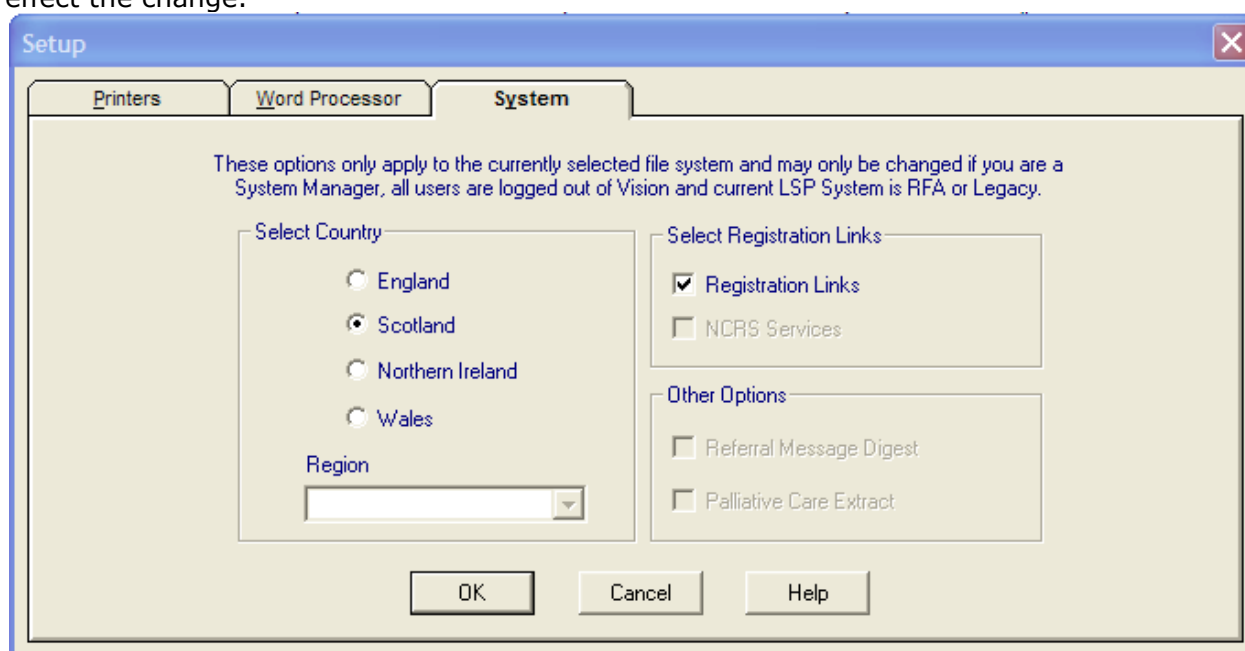 effect the change.
Setup
Printers
Word Processor
System
These options only apply to the currently selected file system and may only be changed if you are a
System Manager, all users are logged out of Vision and current LSP System is RFA or Legacy.
Select Country
England
Scotland
Northern Ireland
Wales
Region
Select Registration Links
Registration Links
NCRS Services
Other Options
Referral Message Digest
Palliative Care Extract
OK
Cancel
Help